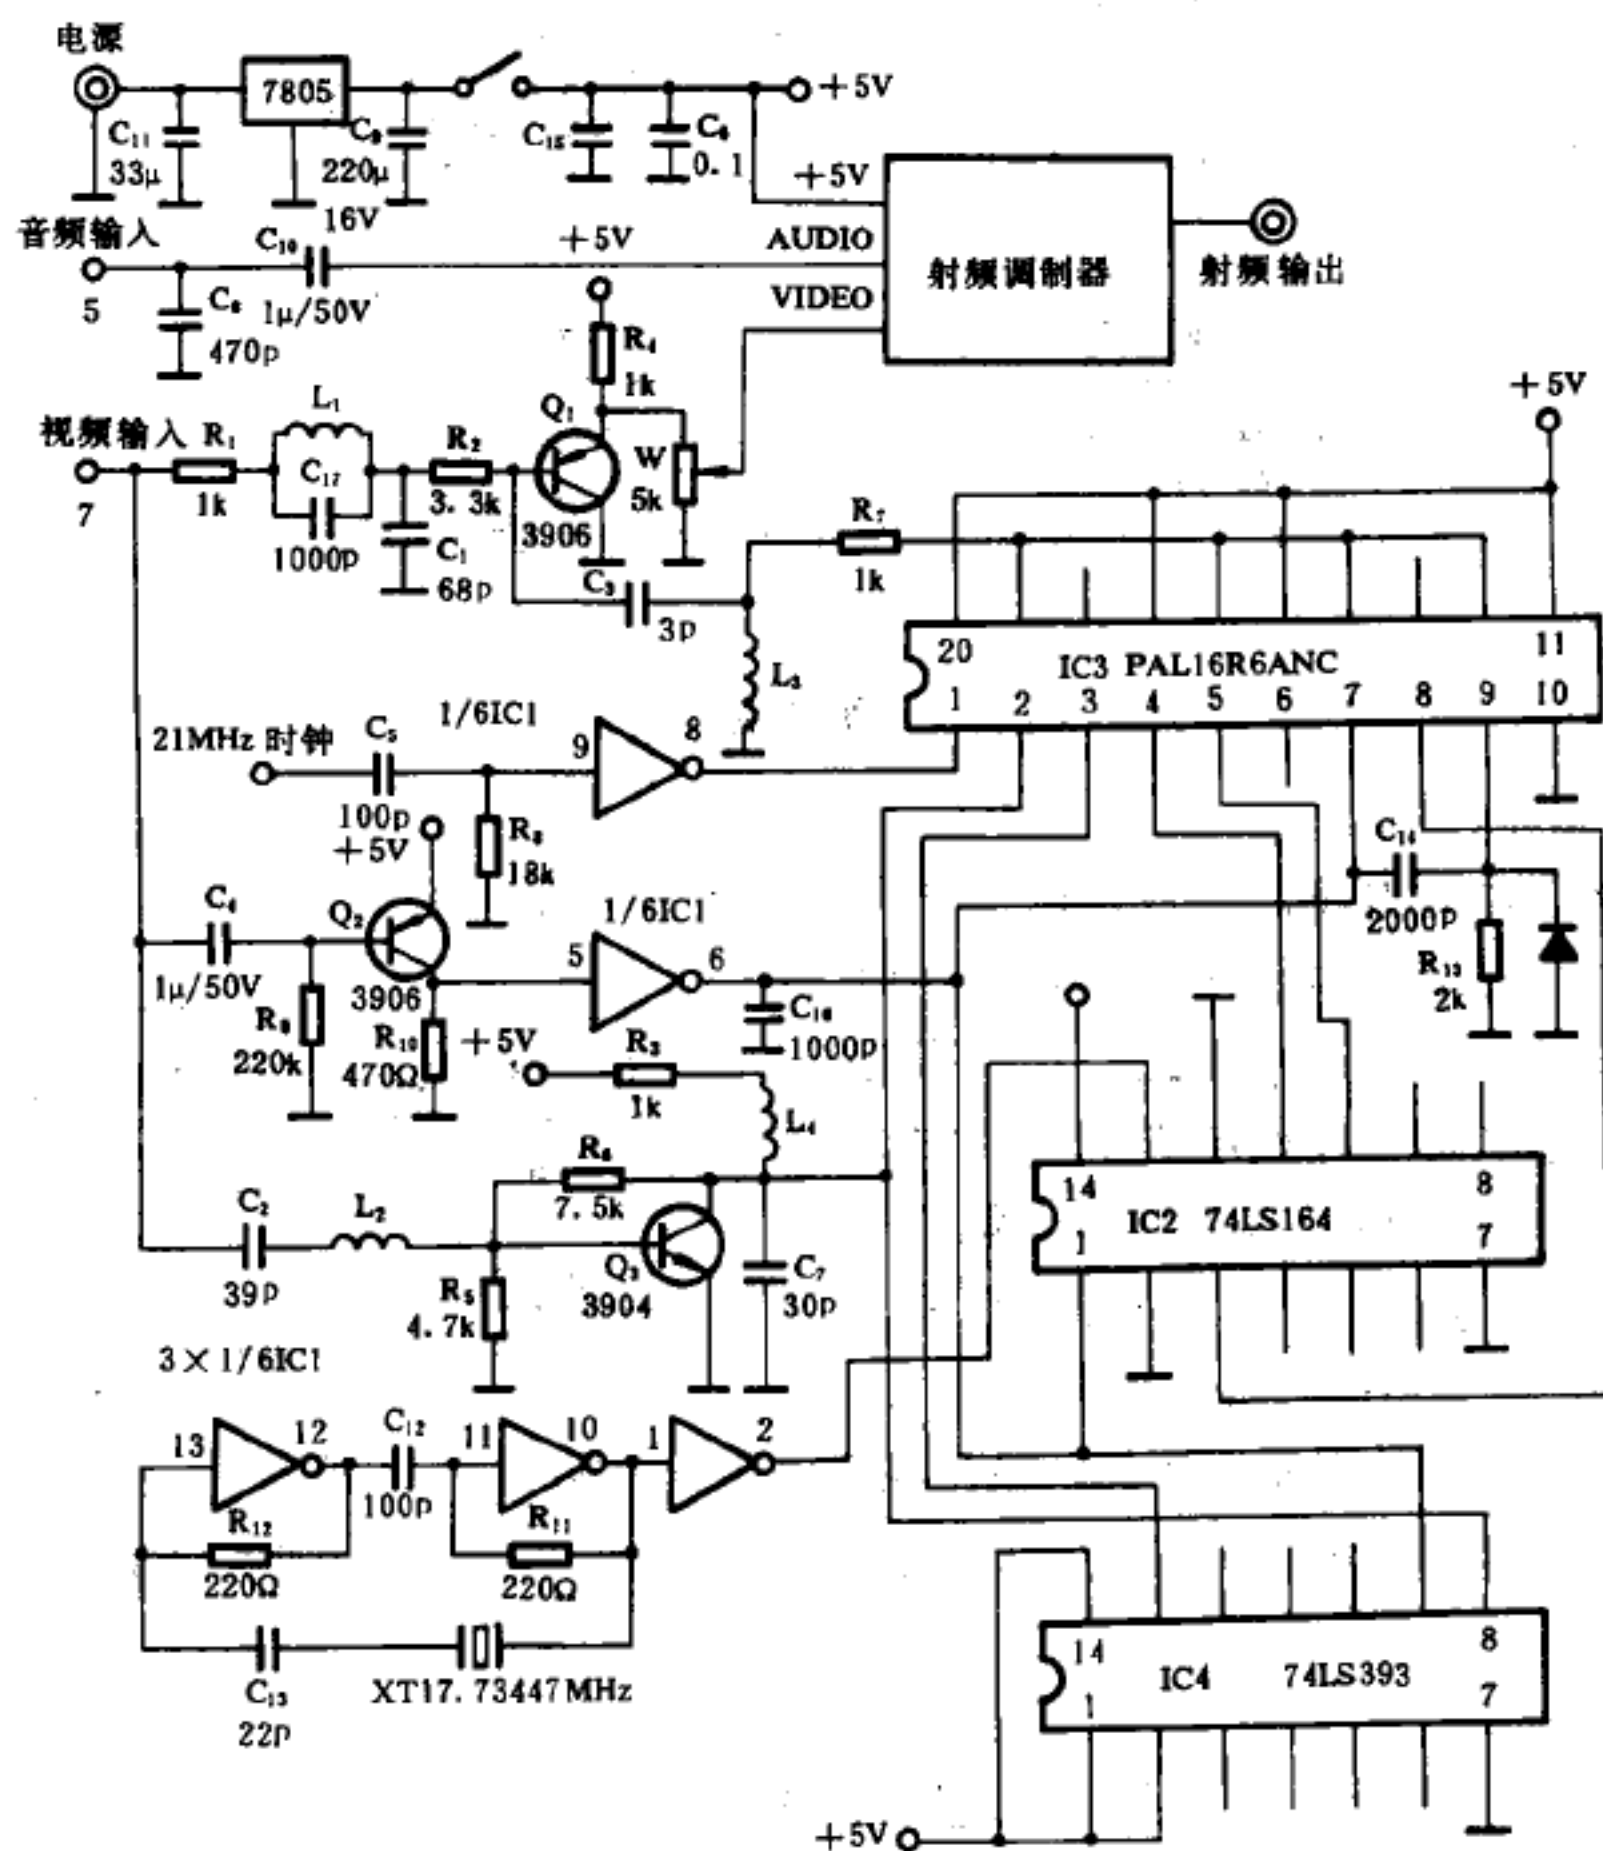 电源
7805
+5V
C₁₁
33μ
C₉
220μ
16V
C₁₅
C₆
0.1
+5V
音频输入
5
C₁₀
1μ/50V
C₈
470p
+5V
AUDIO
VIDEO
射频调制器
射频输出
R₄
1k
视频输入
7
R₁
1k
L₁
C₁₇
1000p
C₁
68p
R₂
3.3k
Q₁
3906
W
5k
C₃
3p
R₇
1k
L₃
+5V
20
11
IC3 PAL16R6ANC
1 2 3 4 5 6 7 8 9 10
21MHz 时钟
C₅
100p
1/6IC1
9
8
R₈
18k
+5V
C₄
1μ/50V
Q₂
3906
R₉
220k
R₁₀
470Ω
1/6IC1
5
6
C₁₆
1000p
C₁₄
2000p
R₁₃
2k
+5V
R₃
1k
L₄
R₆
7.5k
C₂
39p
L₂
R₅
4.7k
Q₃
3904
C₇
30p
14
8
IC2 74LS164
1
7
3×1/6IC1
13
12
C₁₂
100p
11
10
1
2
R₁₂
220Ω
R₁₁
220Ω
C₁₃
22p
XT17.73447MHz
14
8
IC4 74LS393
1
7
+5V